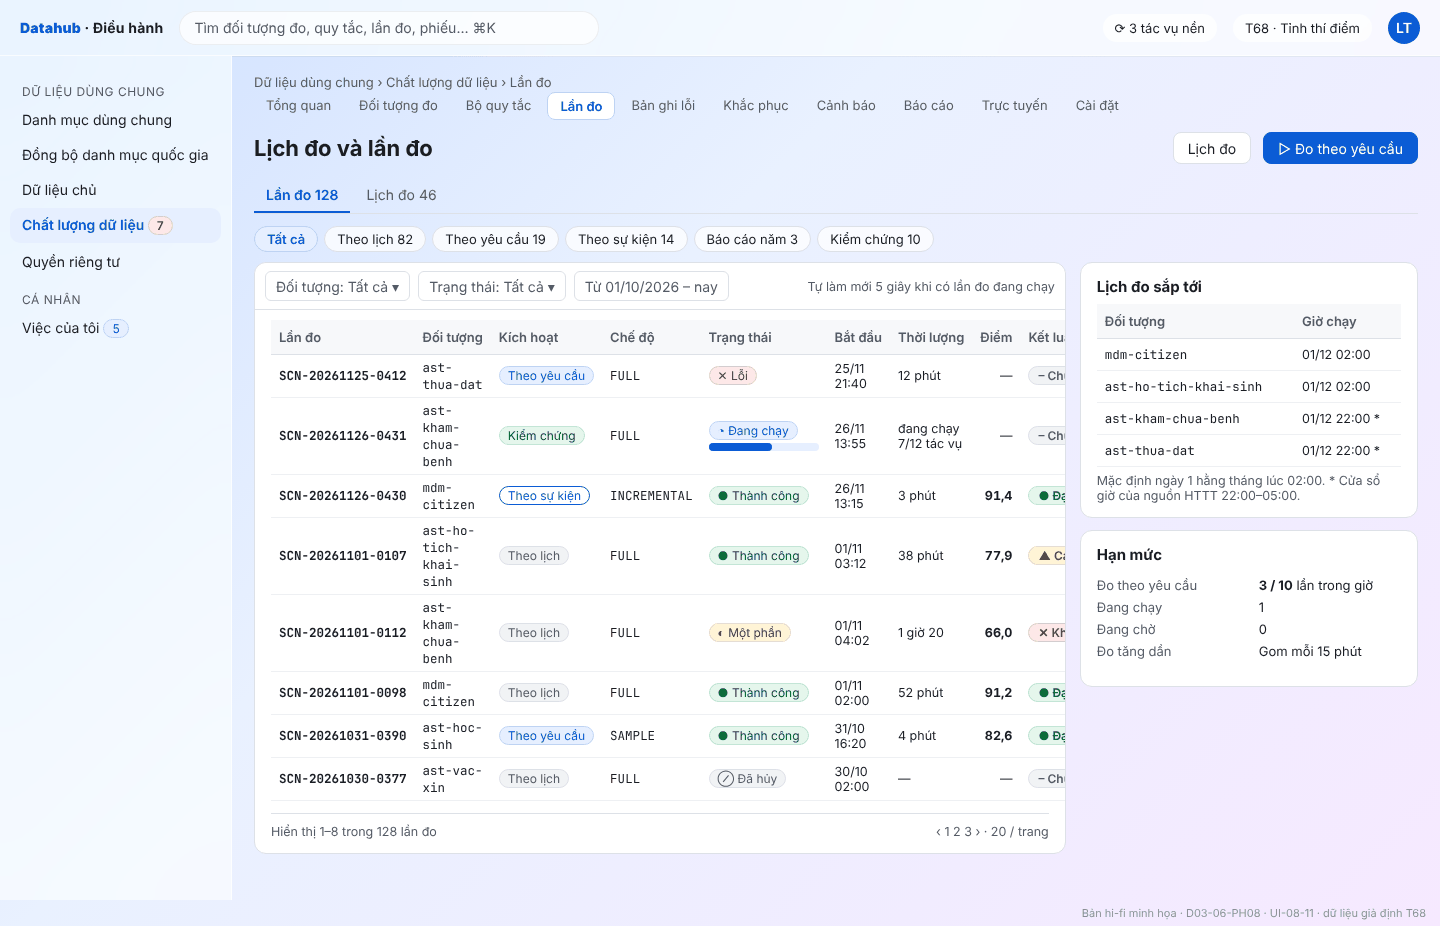 Datahub · Điều hành
Tìm đối tượng đo, quy tắc, lần đo, phiếu... ⌘K
⟳ 3 tác vụ nền
T68 · Tỉnh thí điểm
LT
DỮ LIỆU DÙNG CHUNG
Danh mục dùng chung
Đồng bộ danh mục quốc gia
Dữ liệu chủ
Chất lượng dữ liệu 7
Quyền riêng tư
CÁ NHÂN
Việc của tôi 5
Dữ liệu dùng chung › Chất lượng dữ liệu › Lần đo
Tổng quan Đối tượng đo Bộ quy tắc Lần đo Bản ghi lỗi Khắc phục Cảnh báo Báo cáo Trực tuyến Cài đặt
Lịch đo và lần đo
Lịch đo
▷ Đo theo yêu cầu
Lần đo 128 Lịch đo 46
Tất cả Theo lịch 82 Theo yêu cầu 19 Theo sự kiện 14 Báo cáo năm 3 Kiểm chứng 10
Đối tượng: Tất cả ▾ Trạng thái: Tất cả ▾ Từ 01/10/2026 – nay Tự làm mới 5 giây khi có lần đo đang chạy
Lần đo Đối tượng Kích hoạt Chế độ Trạng thái Bắt đầu Thời lượng Điểm Kết lu
SCN-20261125-0412 ast-thua-dat Theo yêu cầu FULL ✕ Lỗi 25/11 21:40 12 phút — – Ch
SCN-20261126-0431 ast-kham-chua-benh Kiểm chứng FULL Đang chạy 26/11 13:55 đang chạy 7/12 tác vụ — – Ch
SCN-20261126-0430 mdm-citizen Theo sự kiện INCREMENTAL ● Thành công 26/11 13:15 3 phút 91,4 ● Đạ
SCN-20261101-0107 ast-ho-tich-khai-sinh Theo lịch FULL ● Thành công 01/11 03:12 38 phút 77,9 ▲ Cả
SCN-20261101-0112 ast-kham-chua-benh Theo lịch FULL Một phần 01/11 04:02 1 giờ 20 66,0 ✕ Kh
SCN-20261101-0098 mdm-citizen Theo lịch FULL ● Thành công 01/11 02:00 52 phút 91,2 ● Đạ
SCN-20261031-0390 ast-hoc-sinh Theo yêu cầu SAMPLE ● Thành công 31/10 16:20 4 phút 82,6 ● Đạ
SCN-20261030-0377 ast-vac-xin Theo lịch FULL Đã hủy 30/10 02:00 — — – Ch
Hiển thị 1–8 trong 128 lần đo
‹ 1 2 3 › · 20 / trang
Lịch đo sắp tới
Đối tượng Giờ chạy
mdm-citizen 01/12 02:00
ast-ho-tich-khai-sinh 01/12 02:00
ast-kham-chua-benh 01/12 22:00 *
ast-thua-dat 01/12 22:00 *
Mặc định ngày 1 hằng tháng lúc 02:00. * Cửa sổ
giờ của nguồn HTTT 22:00–05:00.
Hạn mức
Đo theo yêu cầu 3 / 10 lần trong giờ
Đang chạy 1
Đang chờ 0
Đo tăng dần Gom mỗi 15 phút
Bản hi-fi minh họa · D03-06-PH08 · UI-08-11 · dữ liệu giả định T68